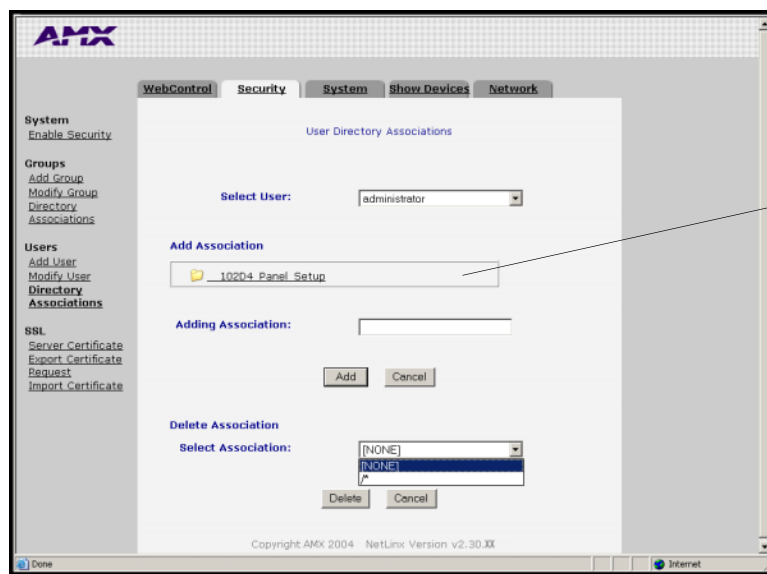 AMX
WebControl
Security
System
Show Devices
Network
System
Enable Security
Groups
Add Group
Modify Group
Directory
Associations
Users
Add User
Modify User
Directory
Associations
SSL
Server Certificate
Export Certificate
Request
Import Certificate
User Directory Associations
Select User:
administrator
Add Association
102D4 Panel Setup
Adding Association:
Add
Cancel
Delete Association
Select Association:
[NONE]
[NONE]
/*
Delete
Cancel
Copyright AMX 2004 NetLinx Version v2.30.XX
Done
Internet